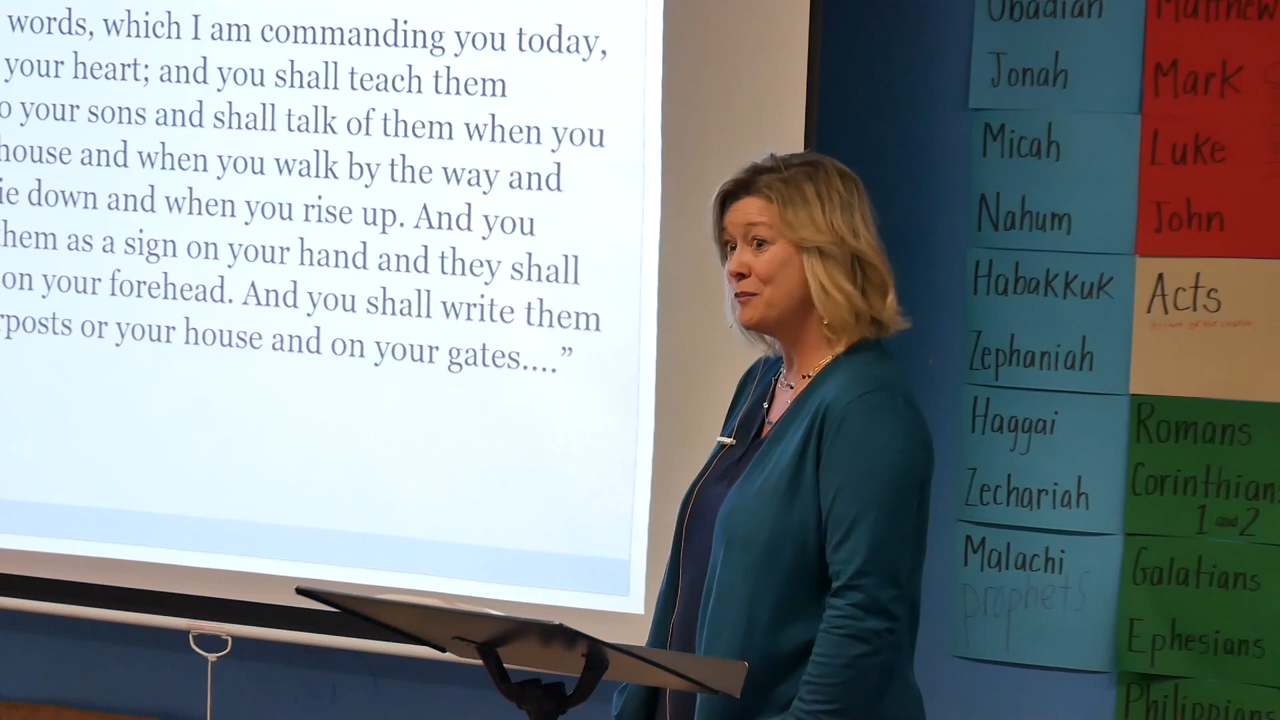 words, which I am commanding you today,
your heart; and you shall teach them
o your sons and shall talk of them when you
house and when you walk by the way and
ie down and when you rise up. And you
hem as a sign on your hand and they shall
on your forehead. And you shall write them
rposts or your house and on your gates....”
Obadiah
Jonah
Micah
Nahum
Habakkuk
Zephaniah
Haggai
Zechariah
Malachi
prophets
Matthew
Mark
Luke
John
Acts
Romans
Corinthian
1 and 2
Galatians
Ephesians
Philippians